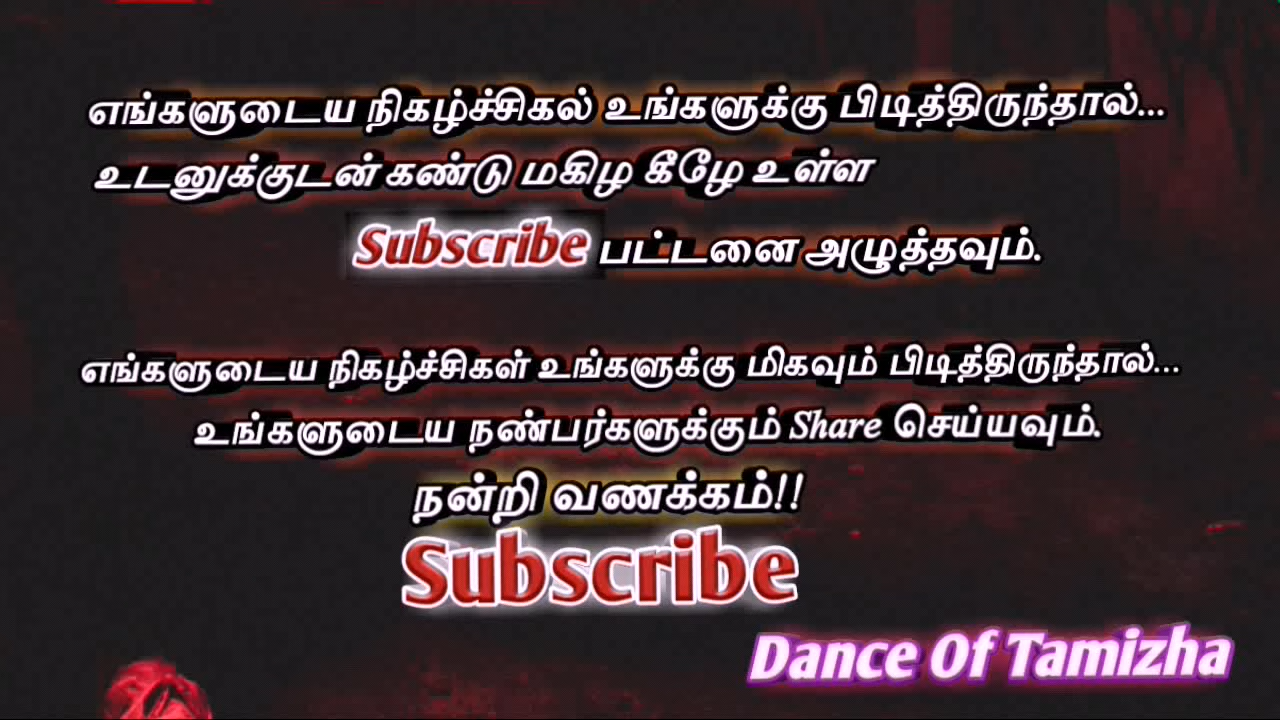 எங்களுடைய நிகழ்ச்சிகல் உங்களுக்கு பிடித்திருந்தால்...
உடனுக்குடன் கண்டு மகிழ கீழே உள்ள
Subscribe பட்டனை அழுத்தவும்.
எங்களுடைய நிகழ்ச்சிகள் உங்களுக்கு மிகவும் பிடித்திருந்தால்...
உங்களுடைய நண்பர்களுக்கும் Share செய்யவும்.
நன்றி வணக்கம்!!
Subscribe
Dance Of Tamizha